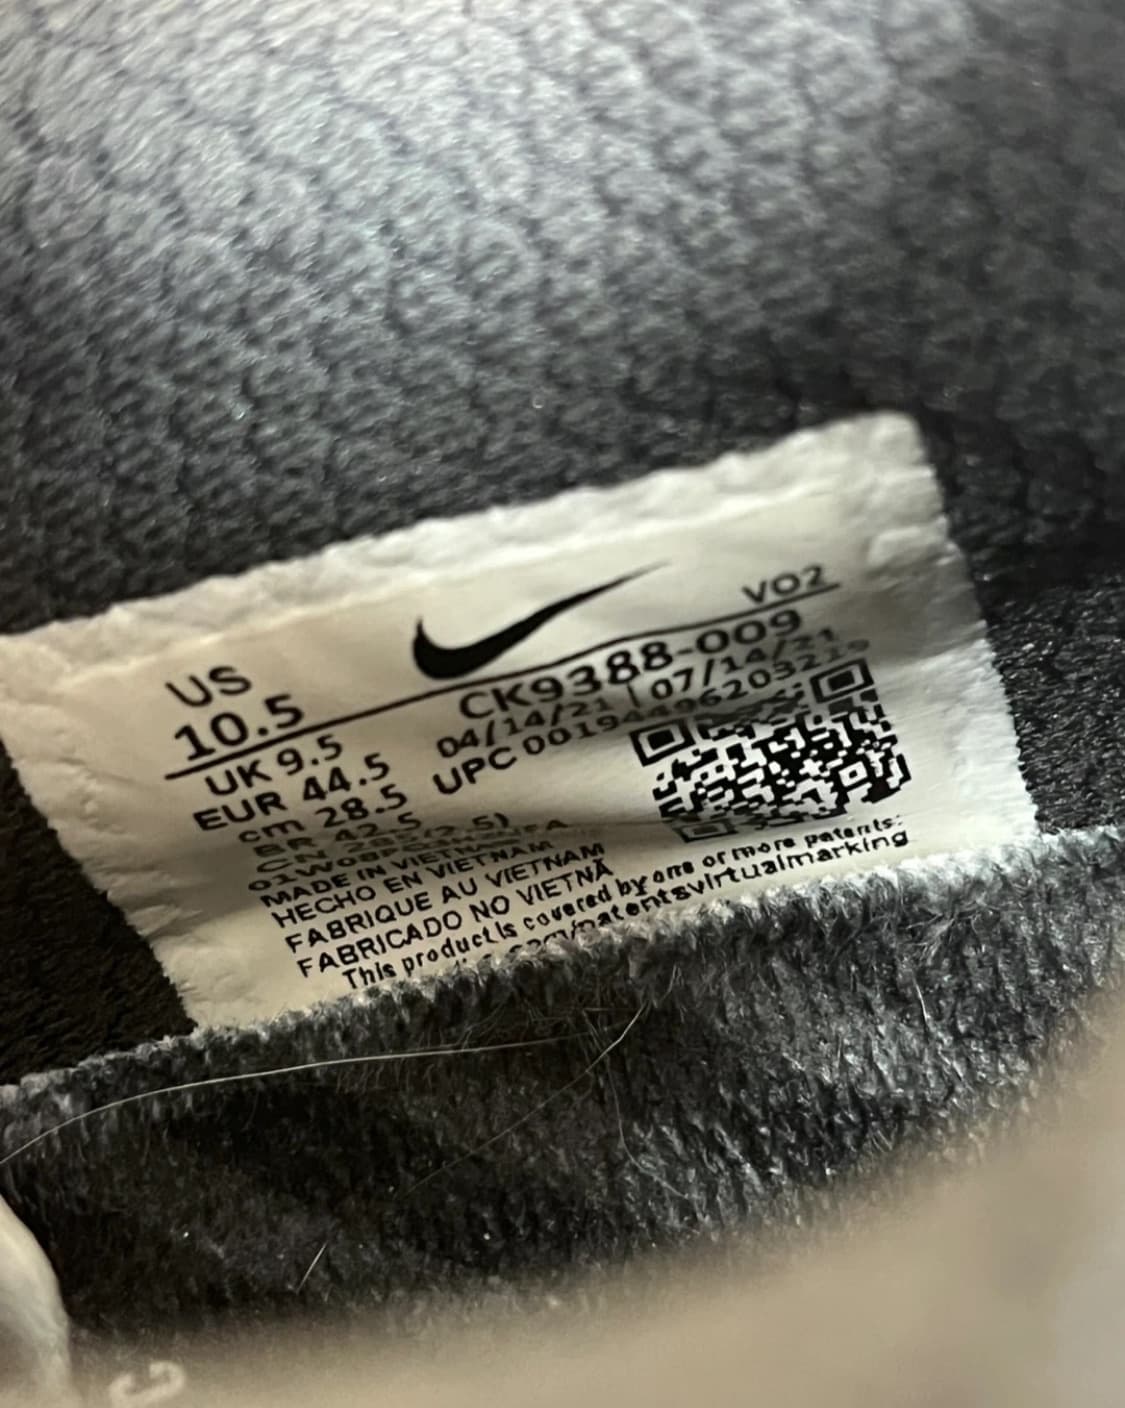 US
10.5
VO2
UK 9.5
EUR 44.5
cm 28.5
BR 42.5
CK9388-009
04/14/21 | 07/14/21
UPC 00194496203219
MADE IN VIETNAM
HECHO EN VIETNAM
FABRIQUE AU VIETNAM
FABRICADO NO VIETNÃ
This product is covered by one or more patents: